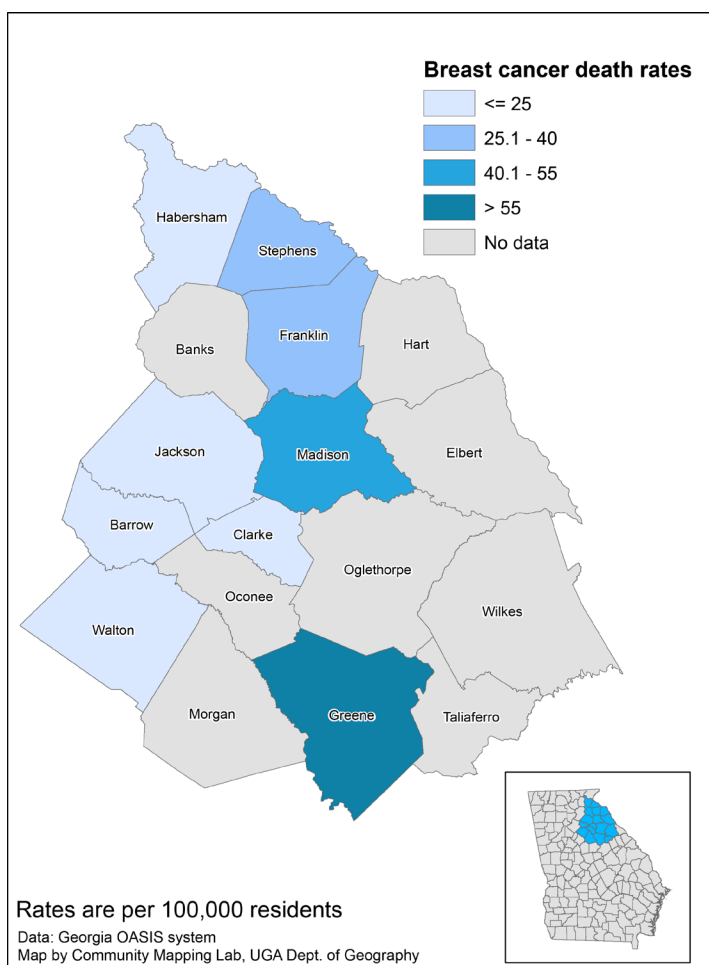 Breast cancer death rates
<= 25
25.1 - 40
40.1 - 55
> 55
No data
Habersham
Stephens
Franklin
Banks
Hart
Jackson
Madison
Elbert
Barrow
Clarke
Oglethorpe
Oconee
Wilkes
Walton
Morgan
Greene
Taliaferro
Rates are per 100,000 residents
Data: Georgia OASIS system
Map by Community Mapping Lab, UGA Dept. of Geography